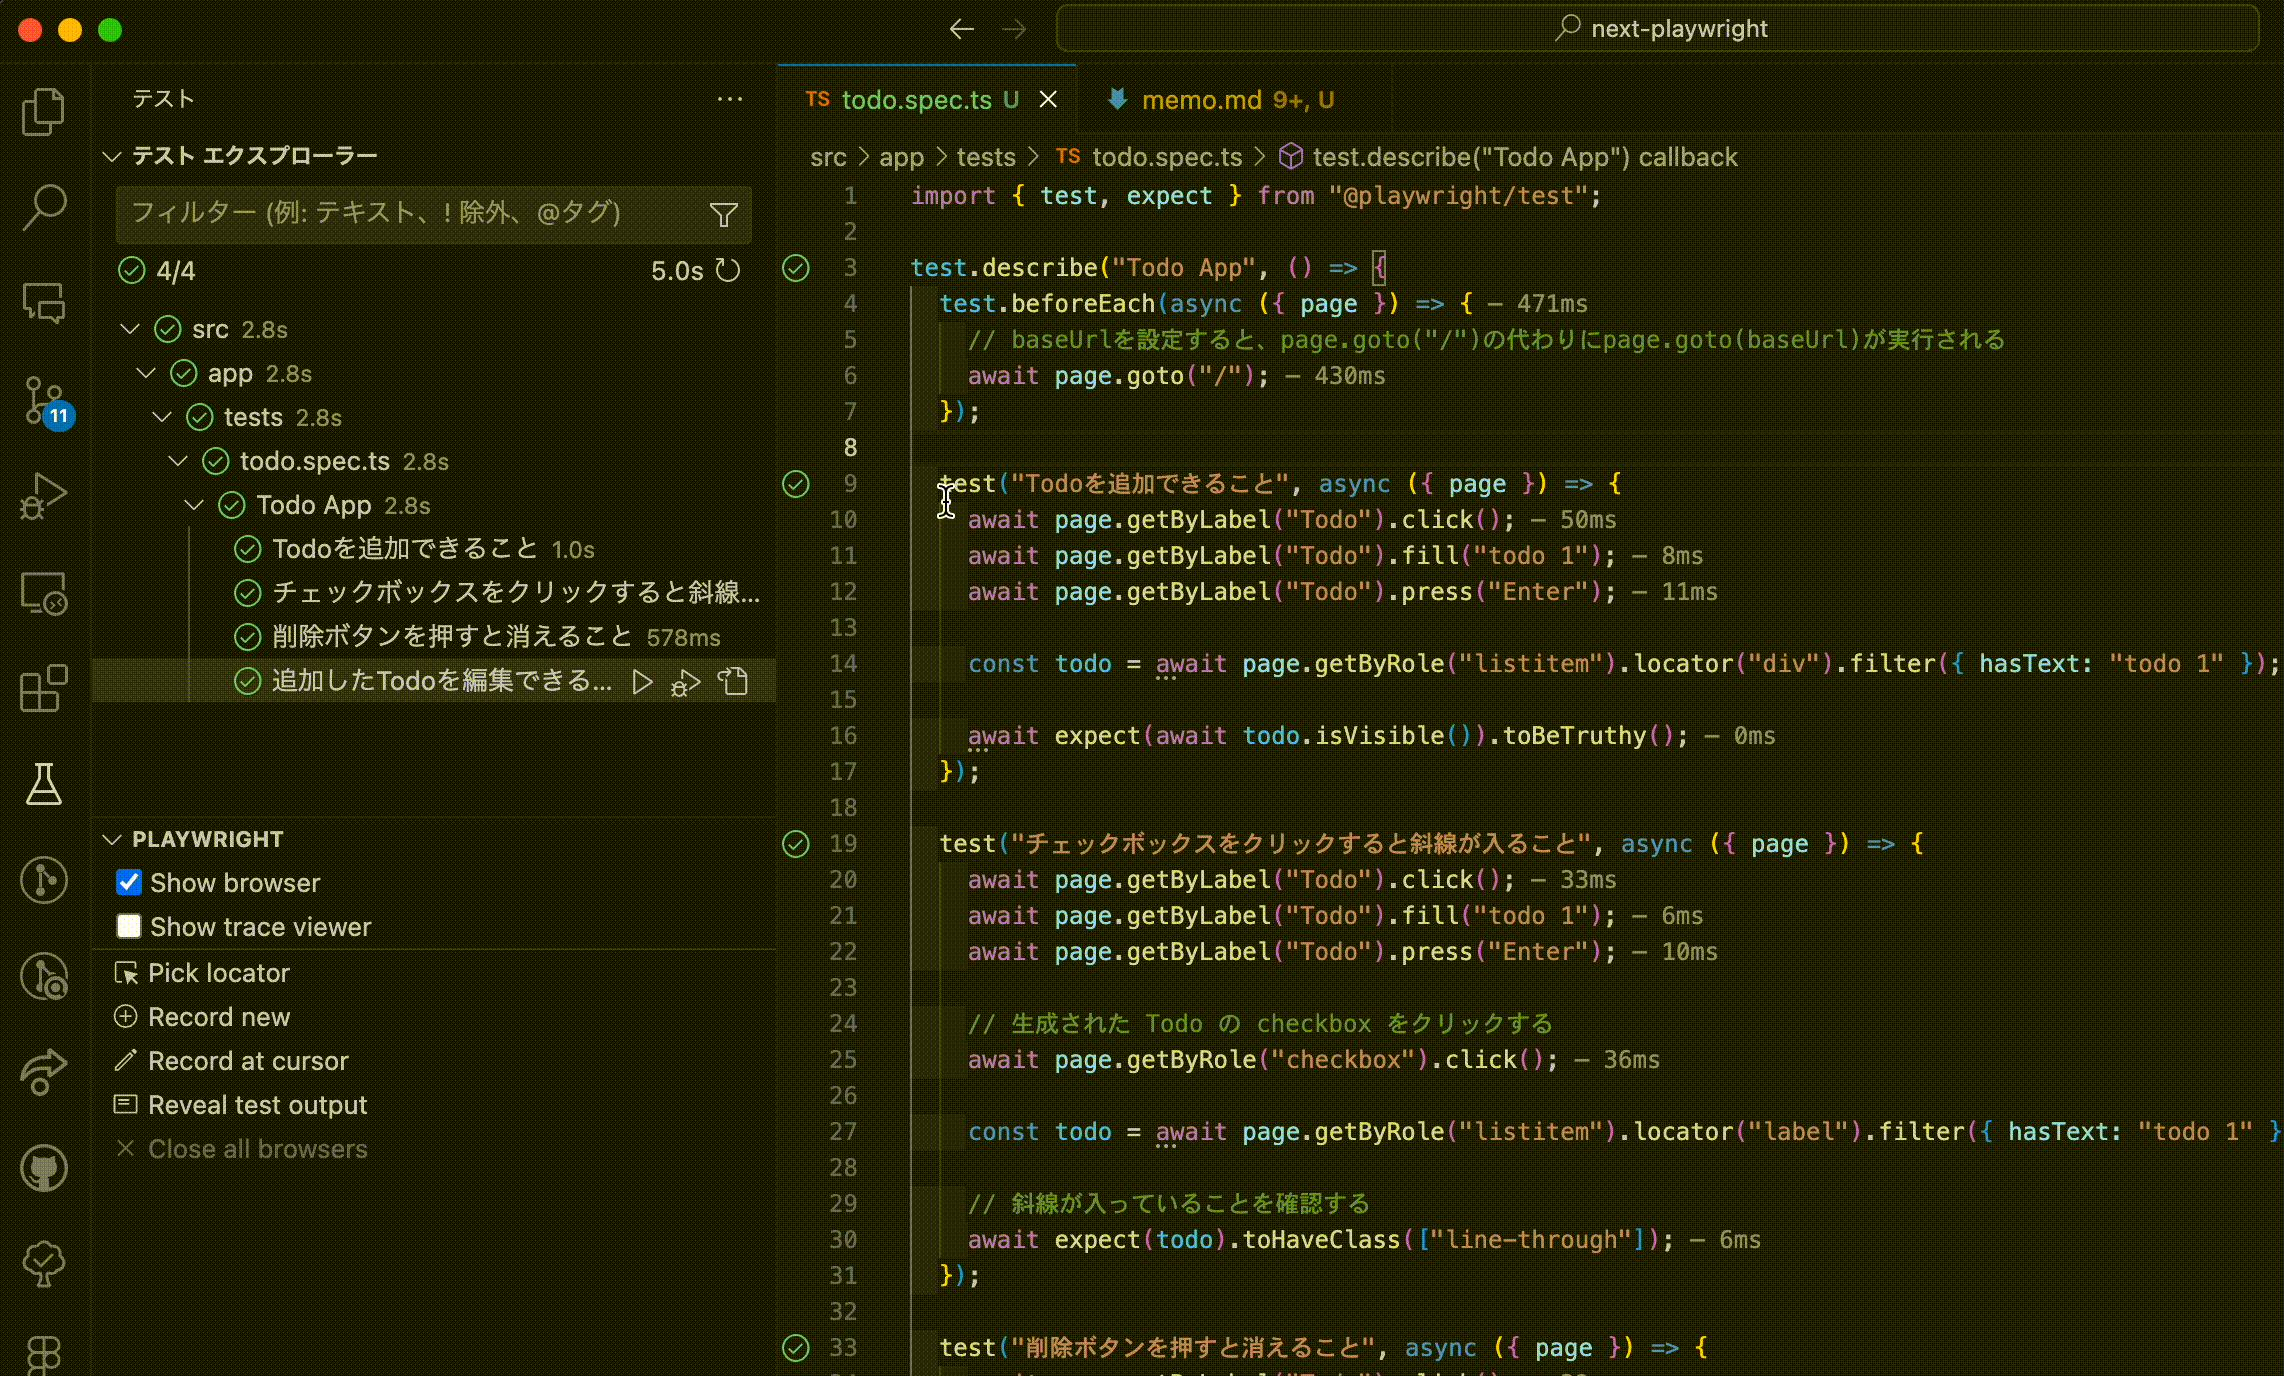 next-playwright
テスト
テスト エクスプローラー
フィルター (例: テキスト、! 除外、@タグ)
4/4 5.0s
src 2.8s
app 2.8s
tests 2.8s
todo.spec.ts 2.8s
Todo App 2.8s
Todoを追加できること 1.0s
チェックボックスをクリックすると斜線...
削除ボタンを押すと消えること 578ms
追加したTodoを編集できる...
11
PLAYWRIGHT
Show browser
Show trace viewer
Pick locator
Record new
Record at cursor
Reveal test output
Close all browsers
TS todo.spec.ts U
memo.md 9+, U
src > app > tests > TS todo.spec.ts > test.describe("Todo App") callback
1 import { test, expect } from "@playwright/test";
2
3 test.describe("Todo App", () => {
4 test.beforeEach(async ({ page }) => { — 471ms
5 // baseUrlを設定すると、page.goto("/")の代わりにpage.goto(baseUrl)が実行される
6 await page.goto("/"); — 430ms
7 });
8
9 test("Todoを追加できること", async ({ page }) => {
10 await page.getByLabel("Todo").click(); — 50ms
11 await page.getByLabel("Todo").fill("todo 1"); — 8ms
12 await page.getByLabel("Todo").press("Enter"); — 11ms
13
14 const todo = await page.getByRole("listitem").locator("div").filter({ hasText: "todo 1" });
15
16 await expect(await todo.isVisible()).toBeTruthy(); — 0ms
17 });
18
19 test("チェックボックスをクリックすると斜線が入ること", async ({ page }) => {
20 await page.getByLabel("Todo").click(); — 33ms
21 await page.getByLabel("Todo").fill("todo 1"); — 6ms
22 await page.getByLabel("Todo").press("Enter"); — 10ms
23
24 // 生成された Todo の checkbox をクリックする
25 await page.getByRole("checkbox").click(); — 36ms
26
27 const todo = await page.getByRole("listitem").locator("label").filter({ hasText: "todo 1" }
28
29 // 斜線が入っていることを確認する
30 await expect(todo).toHaveClass(["line-through"]); — 6ms
31 });
32
33 test("削除ボタンを押すと消えること", async ({ page }) => {